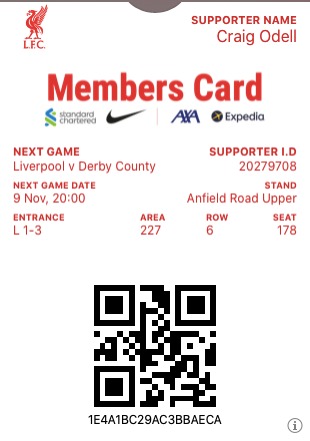 SUPPORTER NAME
L.F.C. Craig Odell
Members Card
standard chartered AXA Expedia
NEXT GAME SUPPORTER I.D
Liverpool v Derby County 20279708
NEXT GAME DATE STAND
9 Nov, 20:00 Anfield Road Upper
ENTRANCE AREA ROW SEAT
L 1-3 227 6 178
1E4A1BC29AC3BBAECA
i